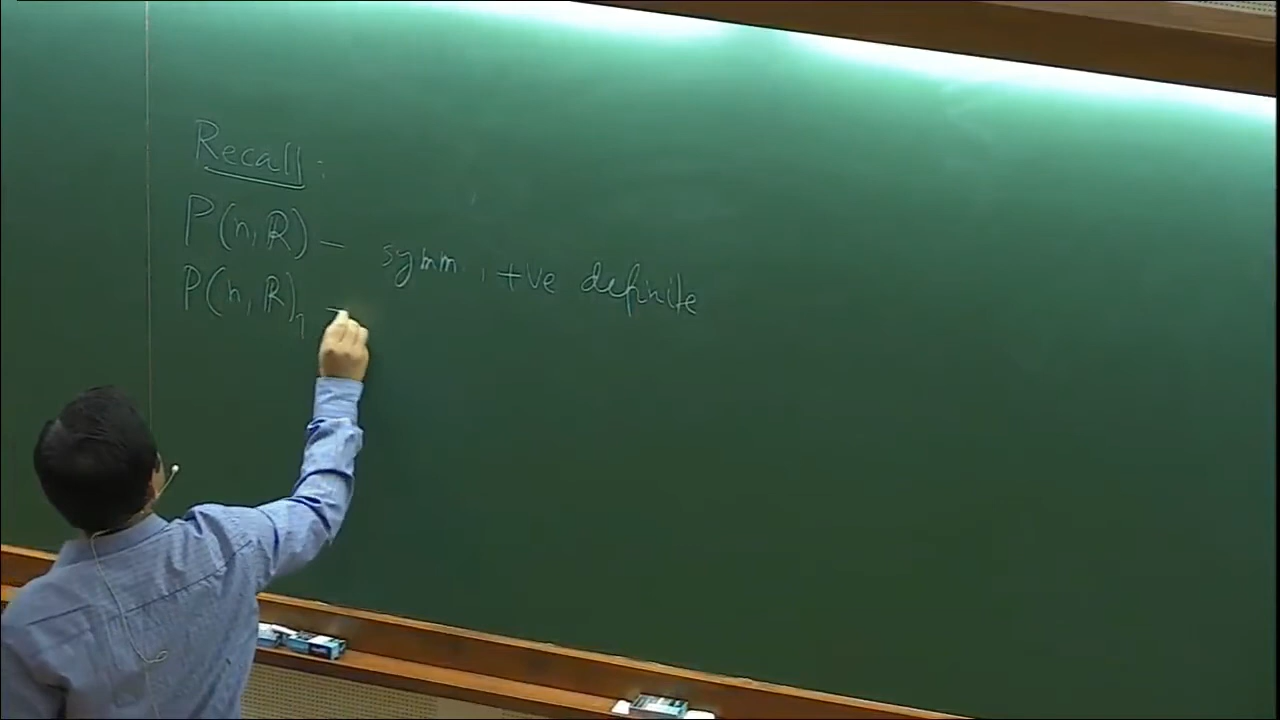 Recall :
P(n, ℝ) – symm., +ve definite
P(n, ℝ)₁ –